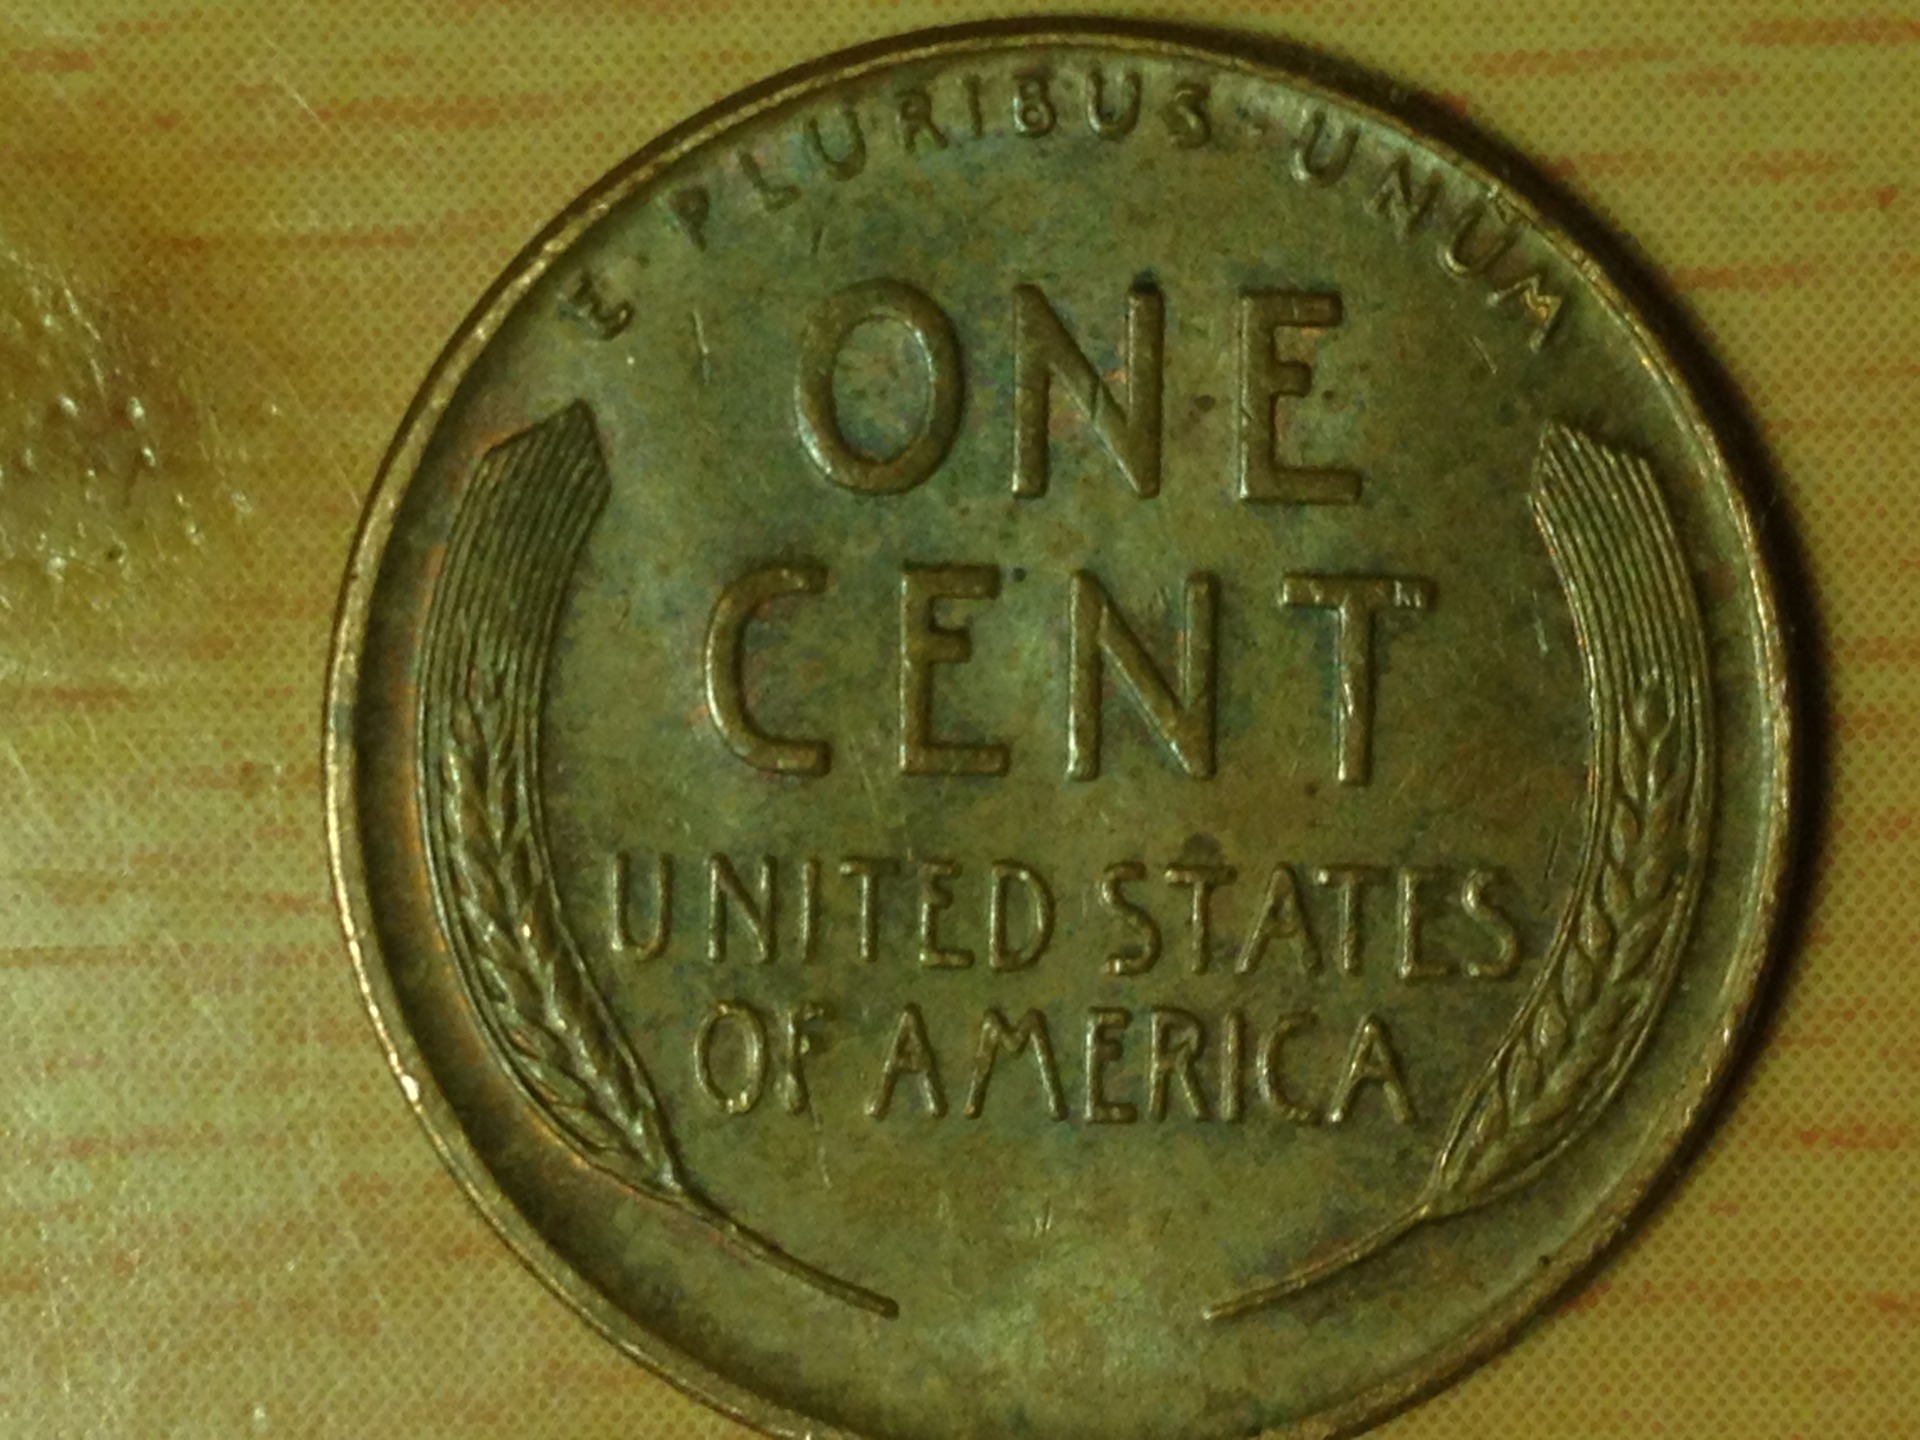 E·PLURIBUS·UNUM
ONE
CENT
UNITED STATES
OF AMERICA